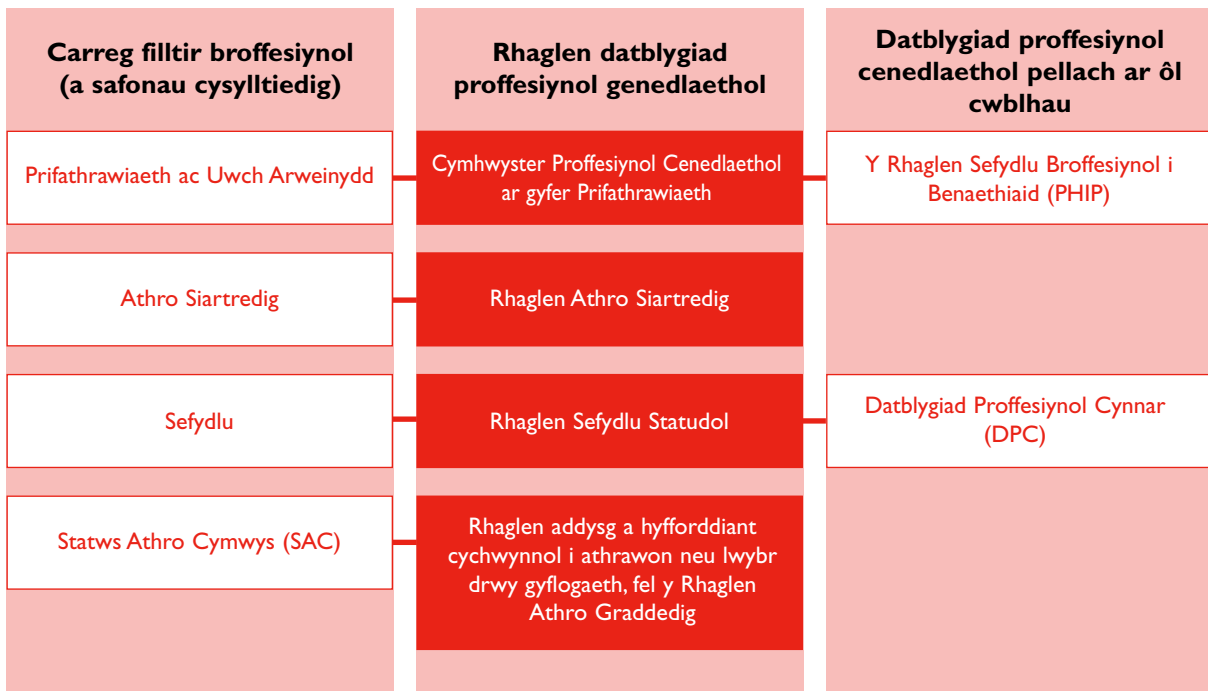 Carreg filltir broffesiynol
(a safonau cysylltiedig)
Rhaglen datblygiad
proffesiynol genedlaethol
Datblygiad proffesiynol
cenedlaethol pellach ar ôl
cwblhau
Prifathrawiaeth ac Uwch Arweinydd
Cymhwyster Proffesiynol Cenedlaethol
ar gyfer Prifathrawiaeth
Y Rhaglen Sefydlu Broffesiynol i
Benaethiaid (PHIP)
Athro Siartredig
Rhaglen Athro Siartredig
Sefydlu
Rhaglen Sefydlu Statudol
Datblygiad Proffesiynol Cynnar
(DPC)
Statws Athro Cymwys (SAC)
Rhaglen addysg a hyfforddiant
cychwynnol i athrawon neu lwybr
drwy gyflogaeth, fel y Rhaglen
Athro Graddedig